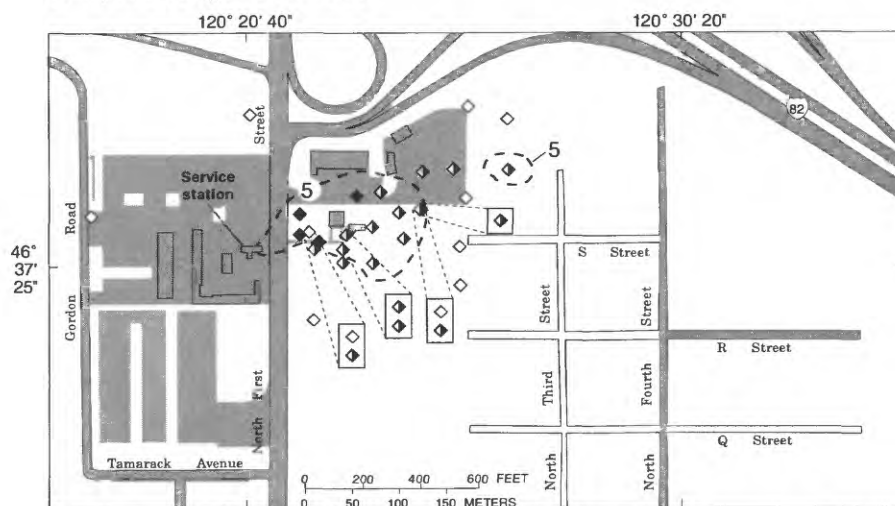 120° 20' 40"
120° 30' 20"
82
Street
Service
station
5
5
Road
46°
37'
25"
Gordon
S Street
Street
Street
R Street
North First
Third
Fourth
Q Street
Tamarack Avenue
North
North
0 200 400 600 FEET
0 50 100 150 METERS